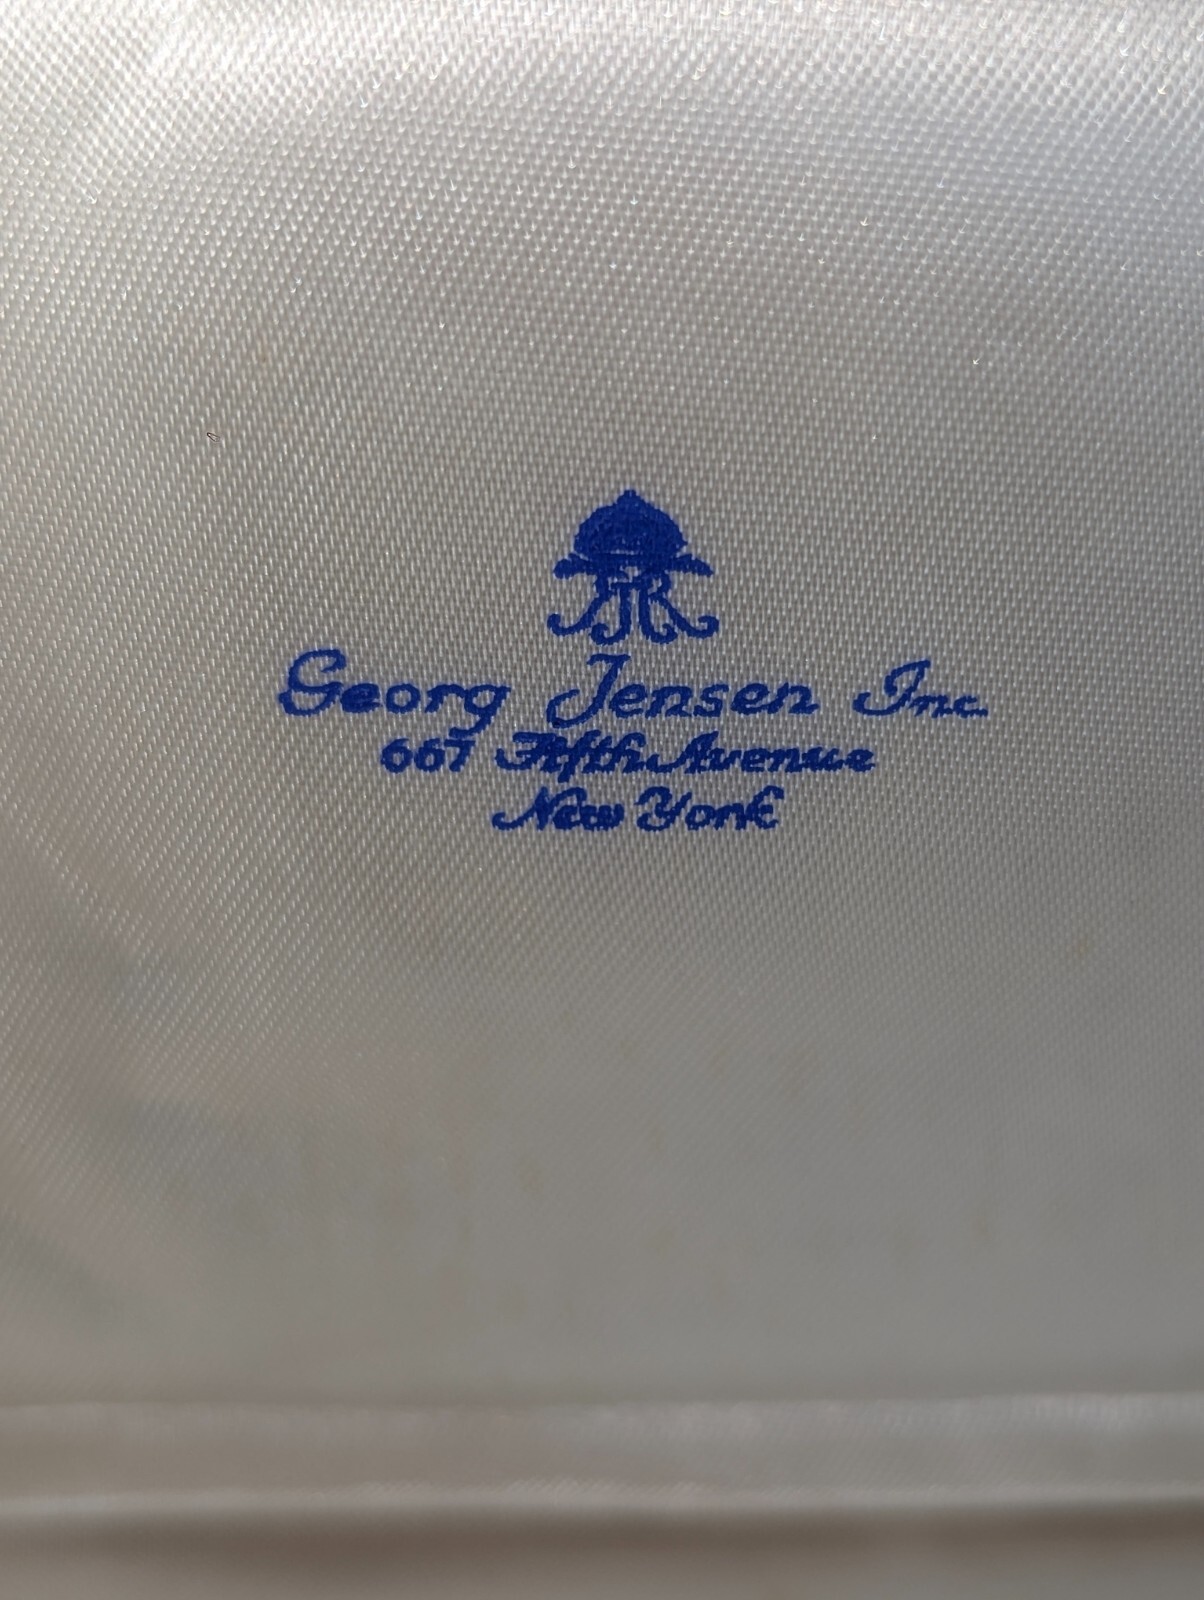 Georg Jensen Inc.
667 Fifth Avenue
New York